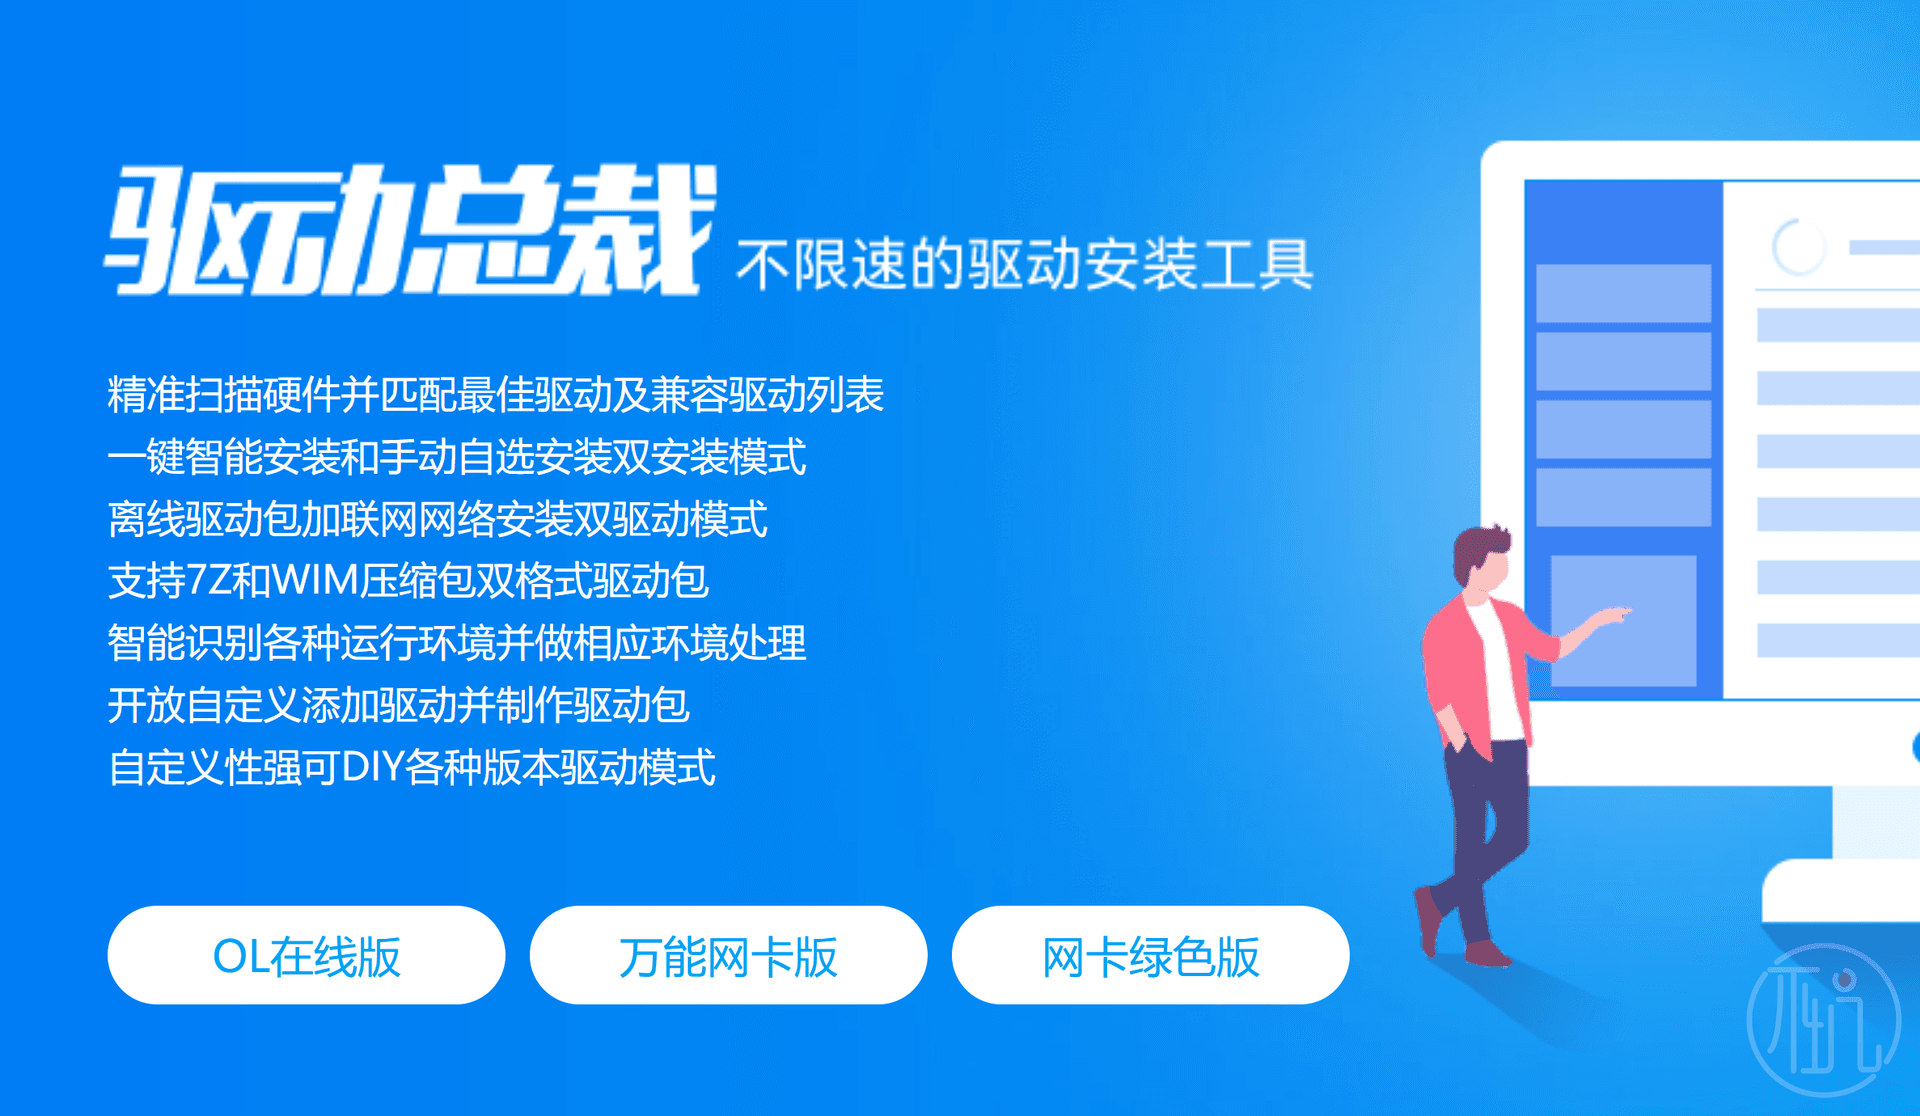 驱动总裁 不限速的驱动安装工具
精准扫描硬件并匹配最佳驱动及兼容驱动列表
一键智能安装和手动自选安装双安装模式
离线驱动包加联网网络安装双驱动模式
支持7Z和WIM压缩包双格式驱动包
智能识别各种运行环境并做相应环境处理
开放自定义添加驱动并制作驱动包
自定义性强可DIY各种版本驱动模式
OL在线版 万能网卡版 网卡绿色版